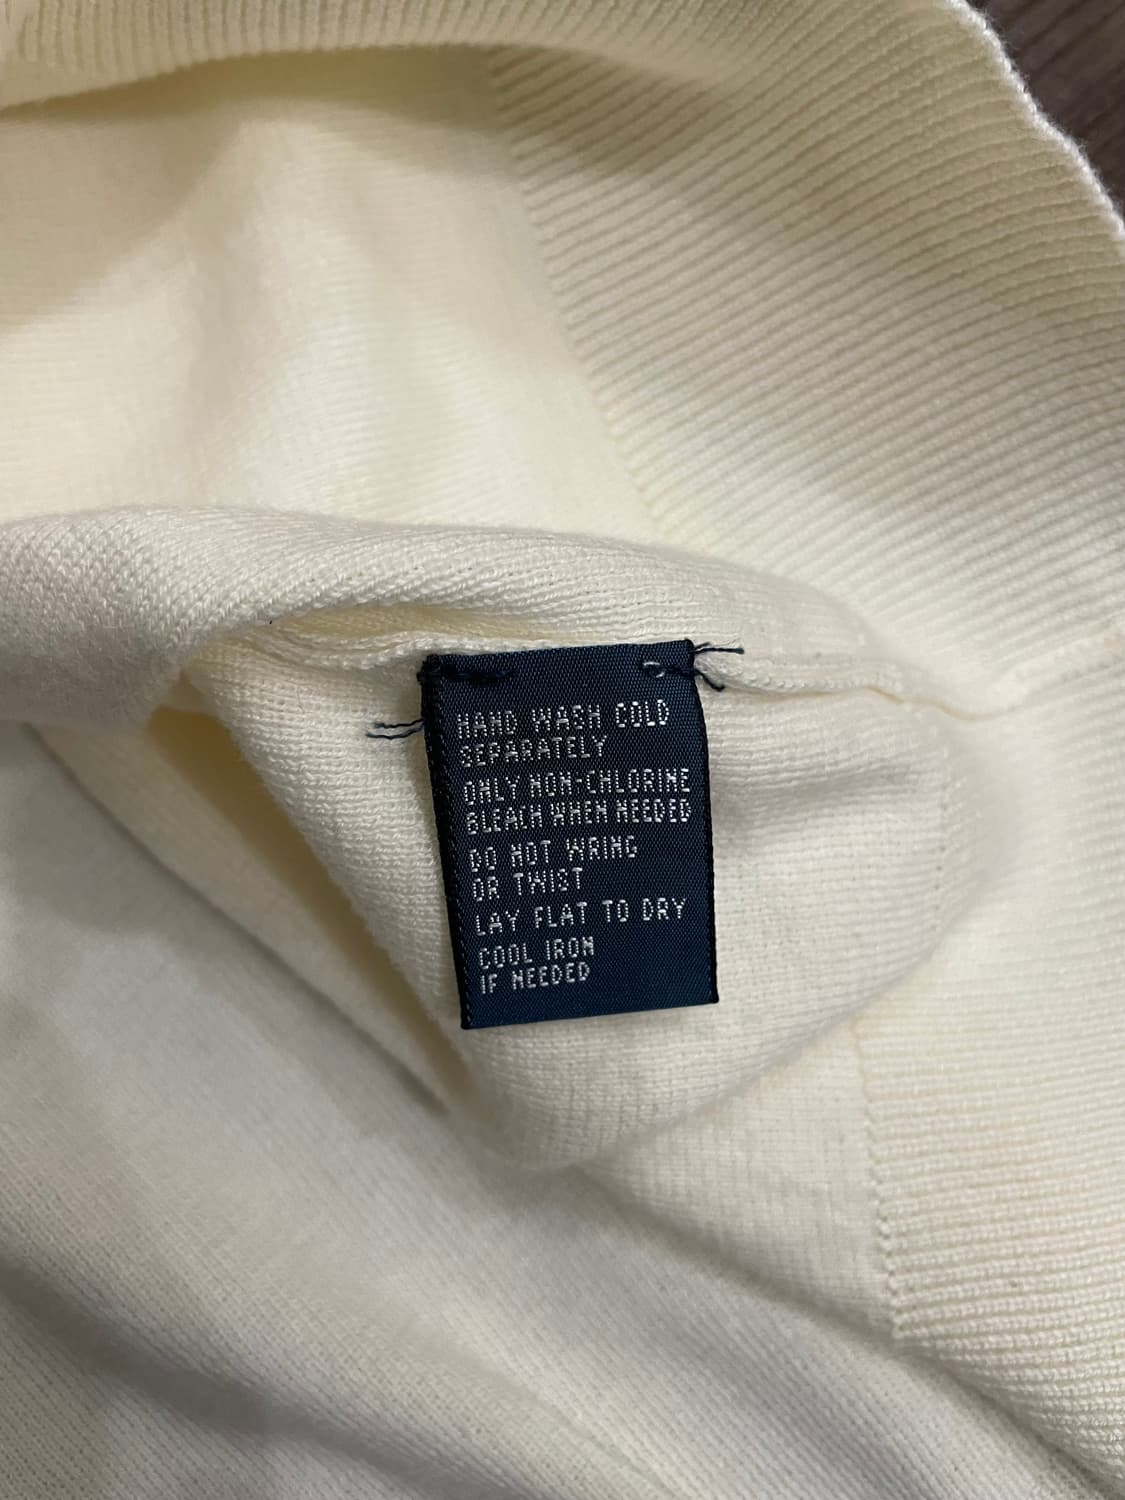 HAND WASH COLD
SEPARATELY
ONLY NON-CHLORINE
BLEACH WHEN NEEDED
DO NOT WRING
OR TWIST
LAY FLAT TO DRY
COOL IRON
IF NEEDED